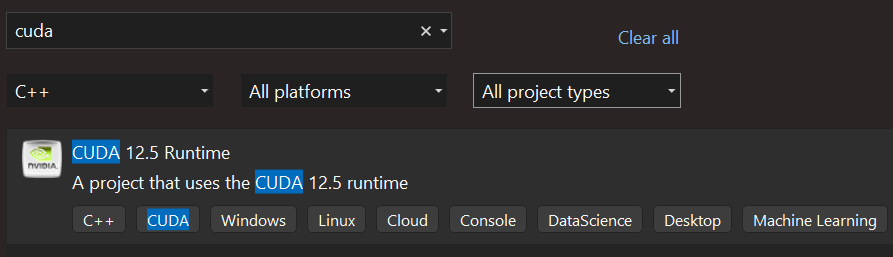 cuda
Clear all
C++ All platforms All project types
CUDA 12.5 Runtime
NVIDIA.
A project that uses the CUDA 12.5 runtime
C++ CUDA Windows Linux Cloud Console DataScience Desktop Machine Learning